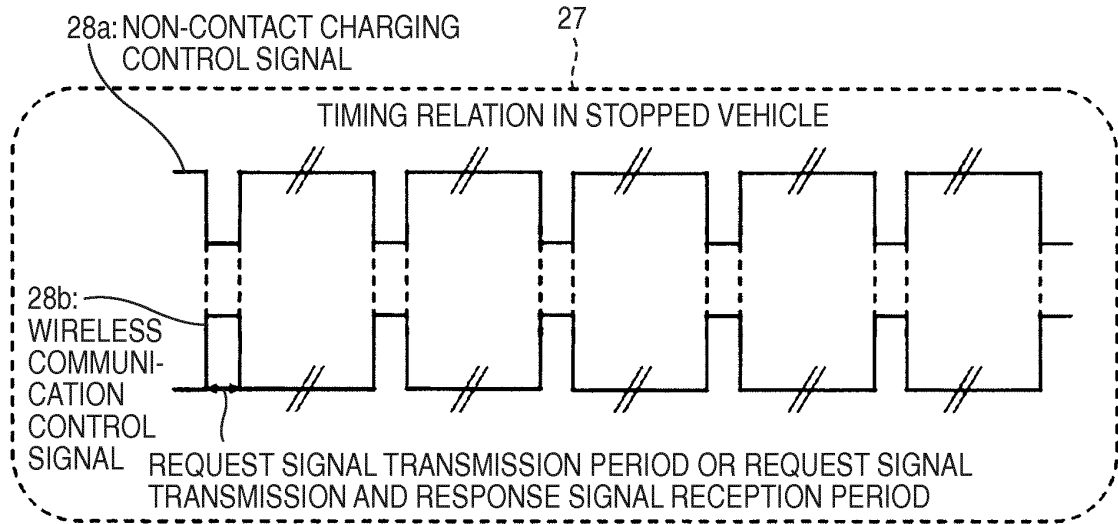 27
28a: NON-CONTACT CHARGING
CONTROL SIGNAL
TIMING RELATION IN STOPPED VEHICLE
28b:
WIRELESS
COMMUNI-
CATION
CONTROL
SIGNAL
REQUEST SIGNAL TRANSMISSION PERIOD OR REQUEST SIGNAL
TRANSMISSION AND RESPONSE SIGNAL RECEPTION PERIOD